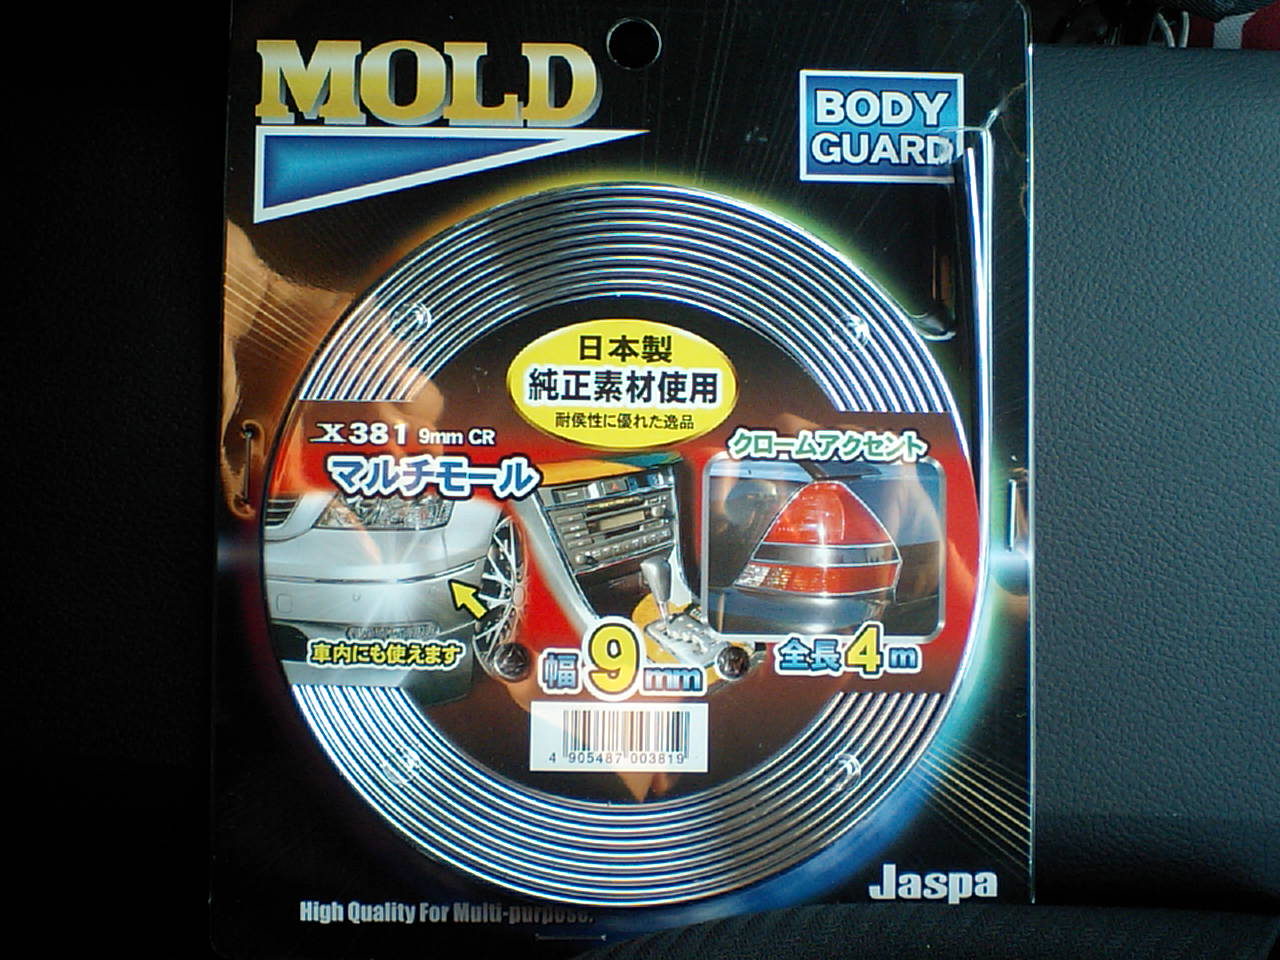 MOLD
BODY
GUARD
日本製
純正素材使用
耐侯性に優れた逸品
X381 9mm CR
マルチモール
クロームアクセント
車内にも使えます
幅9mm
全長4m
4 905487 003819
Jaspa
High Quality For Multi-purpose.